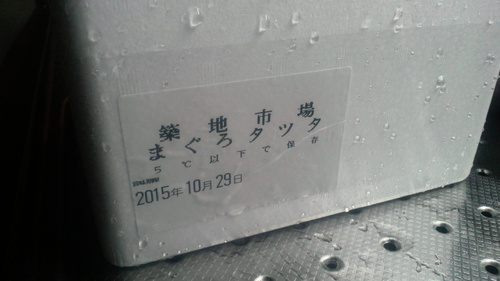 築地市場
まぐろタツタ
5℃以下で保存
2015年10月29日